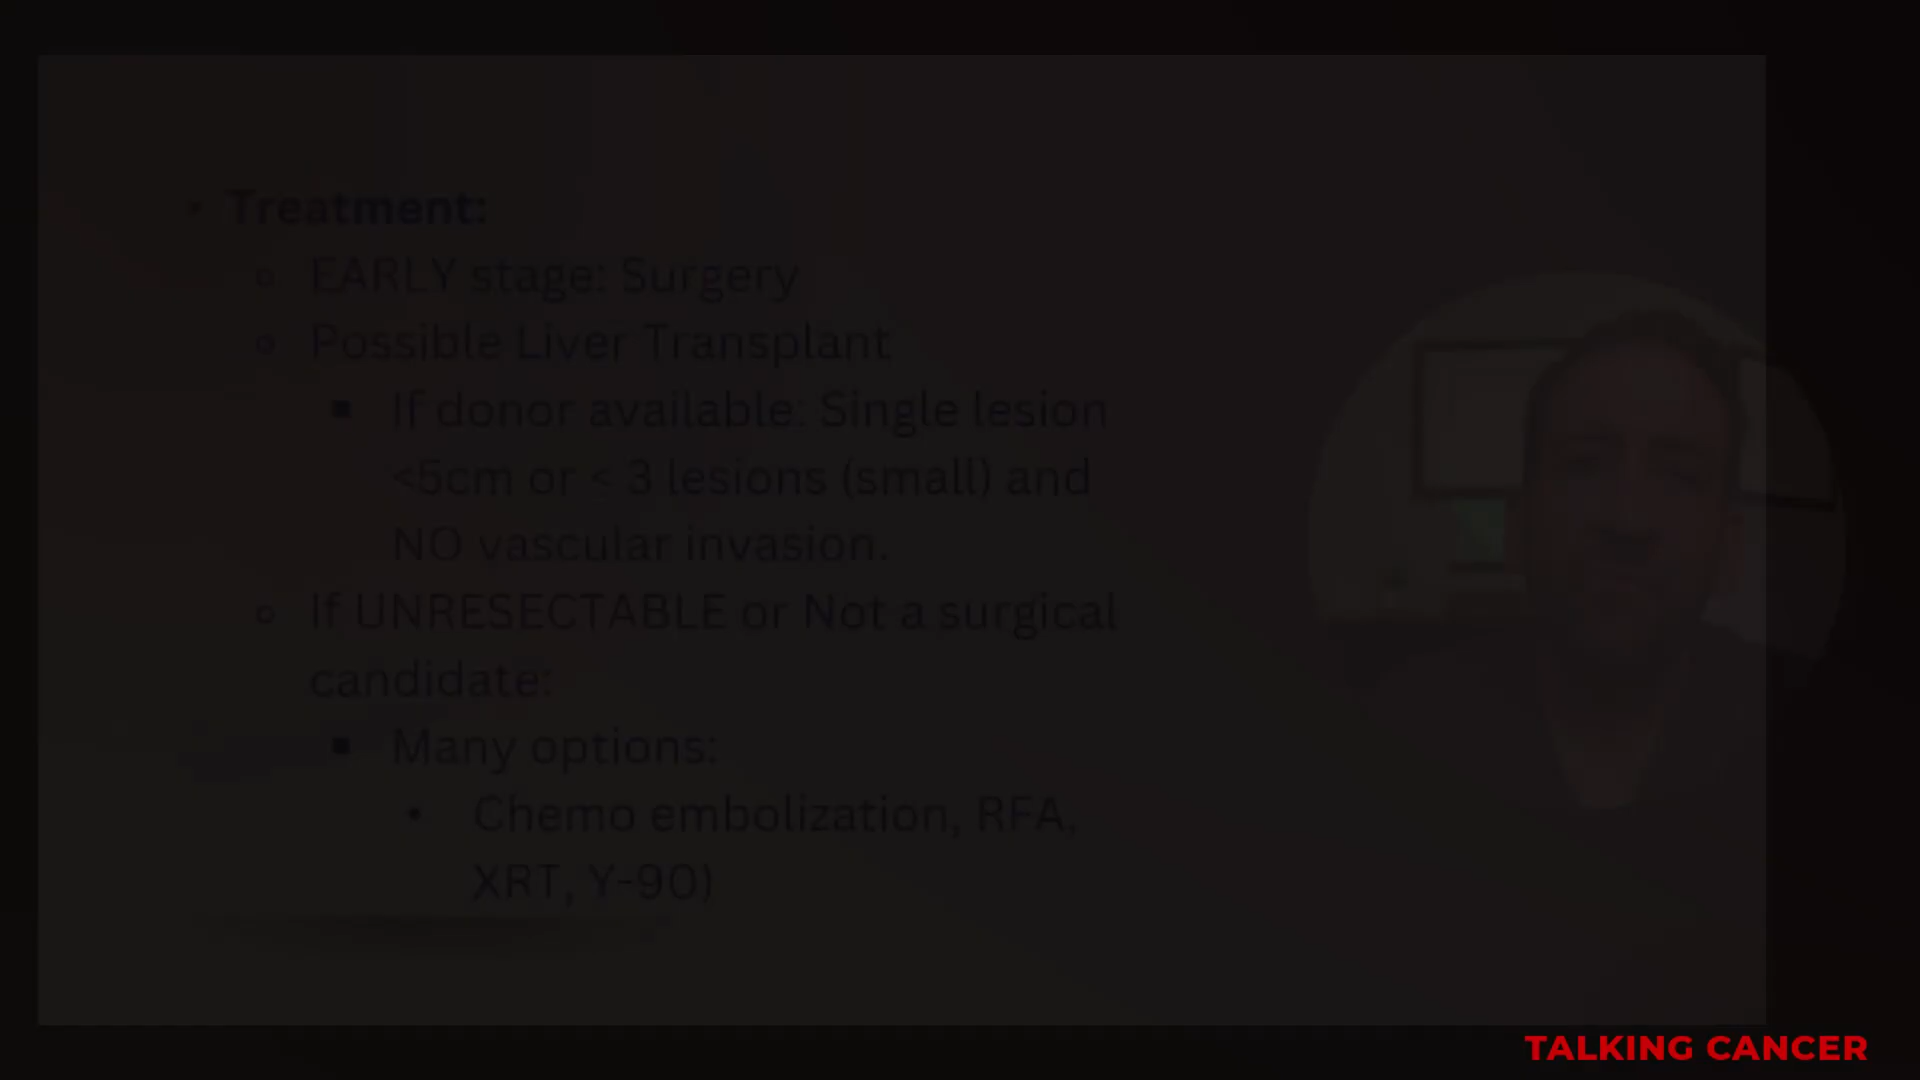 • Treatment:
o EARLY stage: Surgery
o Possible Liver Transplant
▪ If donor available: Single lesion
<5cm or < 3 lesions (small) and
NO vascular invasion.
o If UNRESECTABLE or Not a surgical
candidate:
▪ Many options:
• Chemo embolization, RFA,
XRT, Y-90)
TALKING CANCER